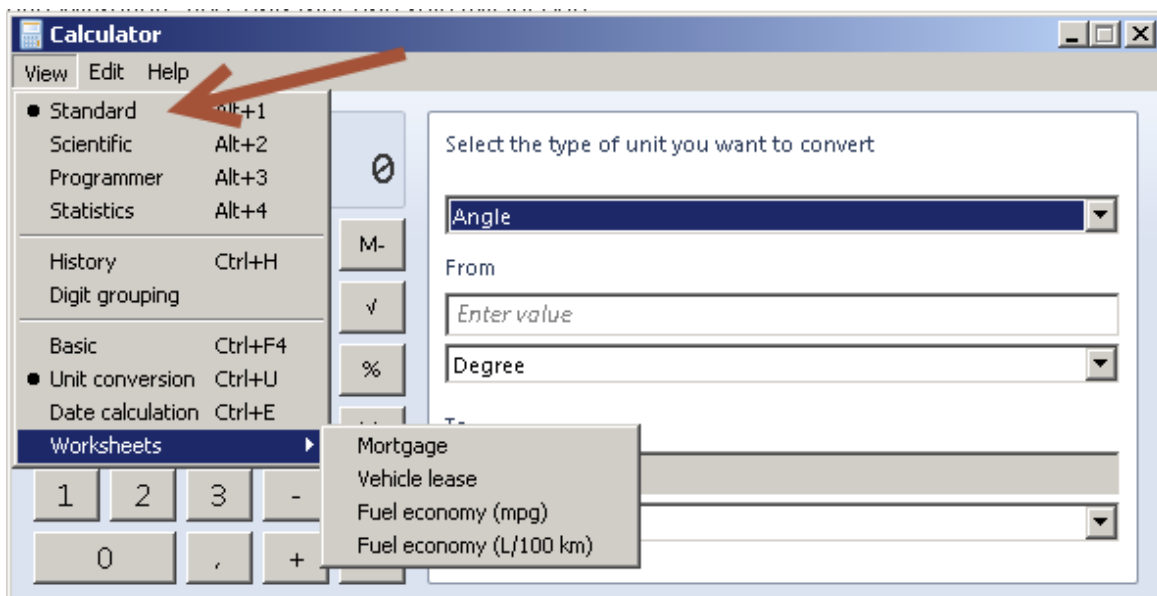 Calculator
View Edit Help
Standard Alt+1
Scientific Alt+2
Programmer Alt+3
Statistics Alt+4
History Ctrl+H
Digit grouping
Basic Ctrl+F4
Unit conversion Ctrl+U
Date calculation Ctrl+E
Worksheets
Mortgage
Vehicle lease
Fuel economy (mpg)
Fuel economy (L/100 km)
0
M-
√
%
1 2 3 -
0 , +
Select the type of unit you want to convert
Angle
From
Enter value
Degree